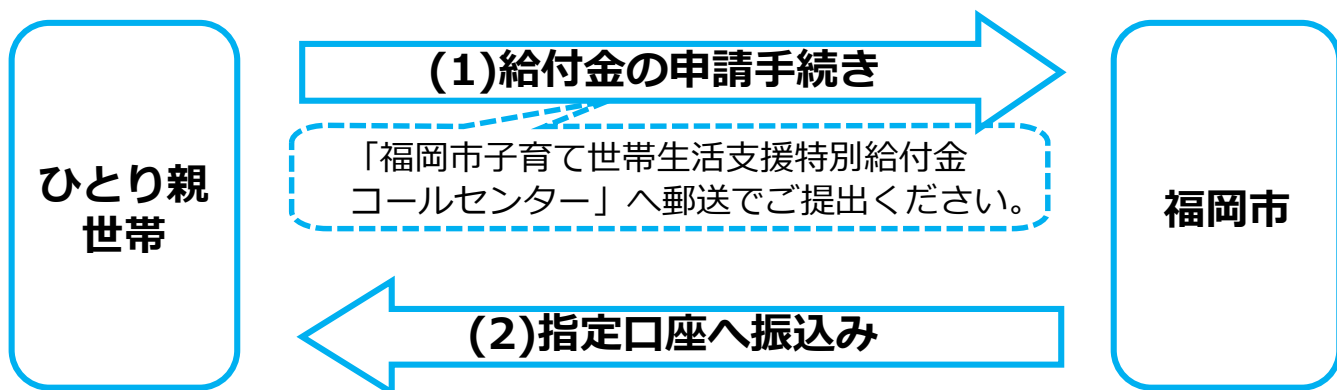 (1)給付金の申請手続き
「福岡市子育て世帯生活支援特別給付金
コールセンター」へ郵送でご提出ください。
ひとり親
世帯
福岡市
(2)指定口座へ振込み